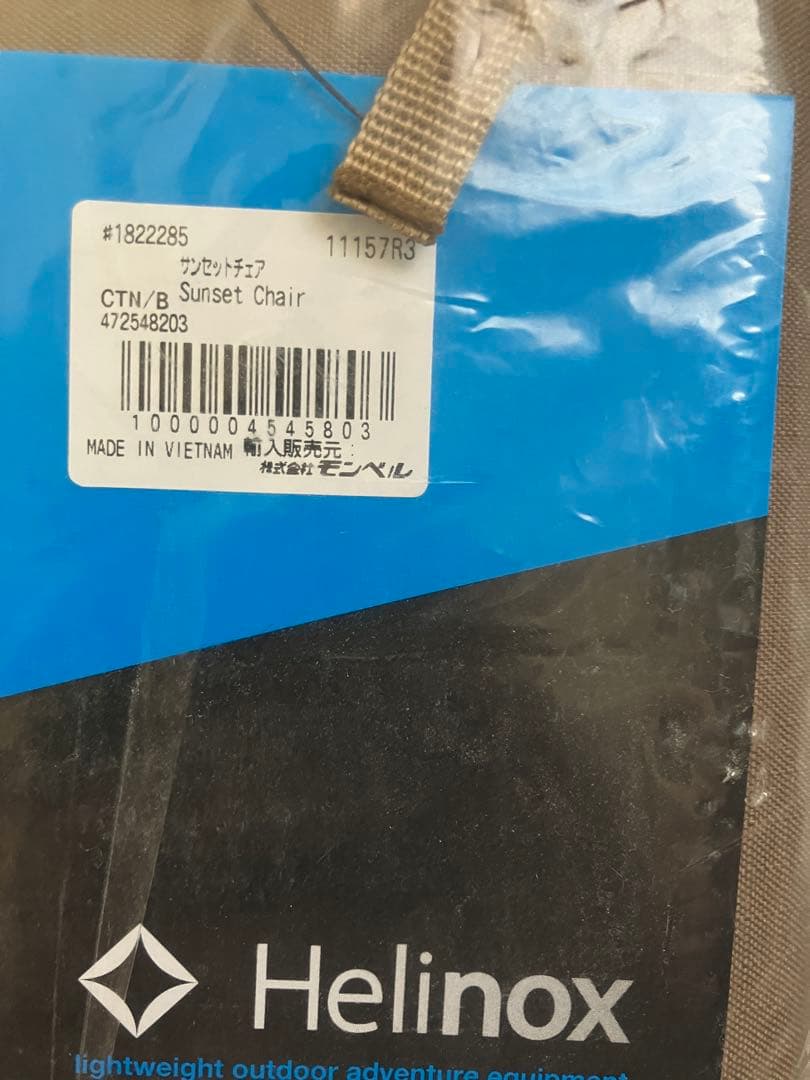 #1822285 11157R3
サンセットチェア
CTN/B Sunset Chair
472548203
1000004545803
MADE IN VIETNAM 輸入販売元:
株式会社 モンベル
Helinox
lightweight outdoor adventure equipment